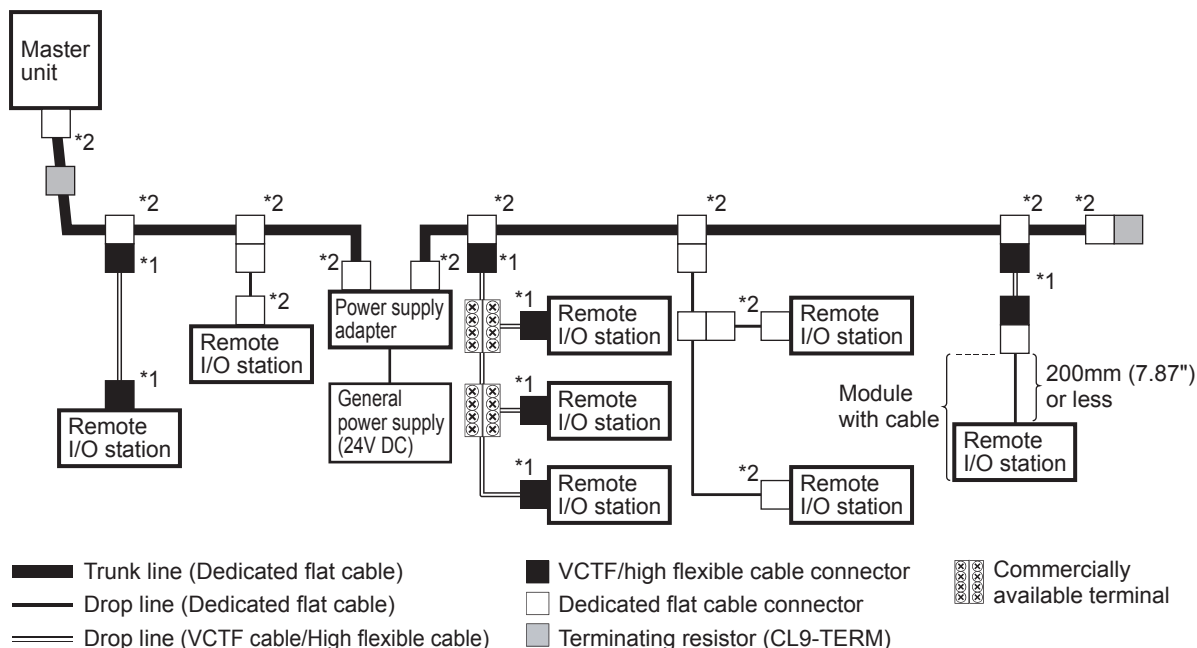 Master
unit
*2
*2
*2
*2
*2
*2
*2
*1
*2
*2
*2
*1
*1
*1
*2
*1
*2
Power supply
adapter
Remote
I/O station
Remote
I/O station
Remote
I/O station
*1
*1
General
power supply
(24V DC)
Remote
I/O station
Module
with cable
200mm (7.87")
or less
Remote
I/O station
Remote
I/O station
*1
*2
Remote
I/O station
Remote
I/O station
Trunk line (Dedicated flat cable)
Drop line (Dedicated flat cable)
Drop line (VCTF cable/High flexible cable)
VCTF/high flexible cable connector
Dedicated flat cable connector
Terminating resistor (CL9-TERM)
Commercially
available terminal